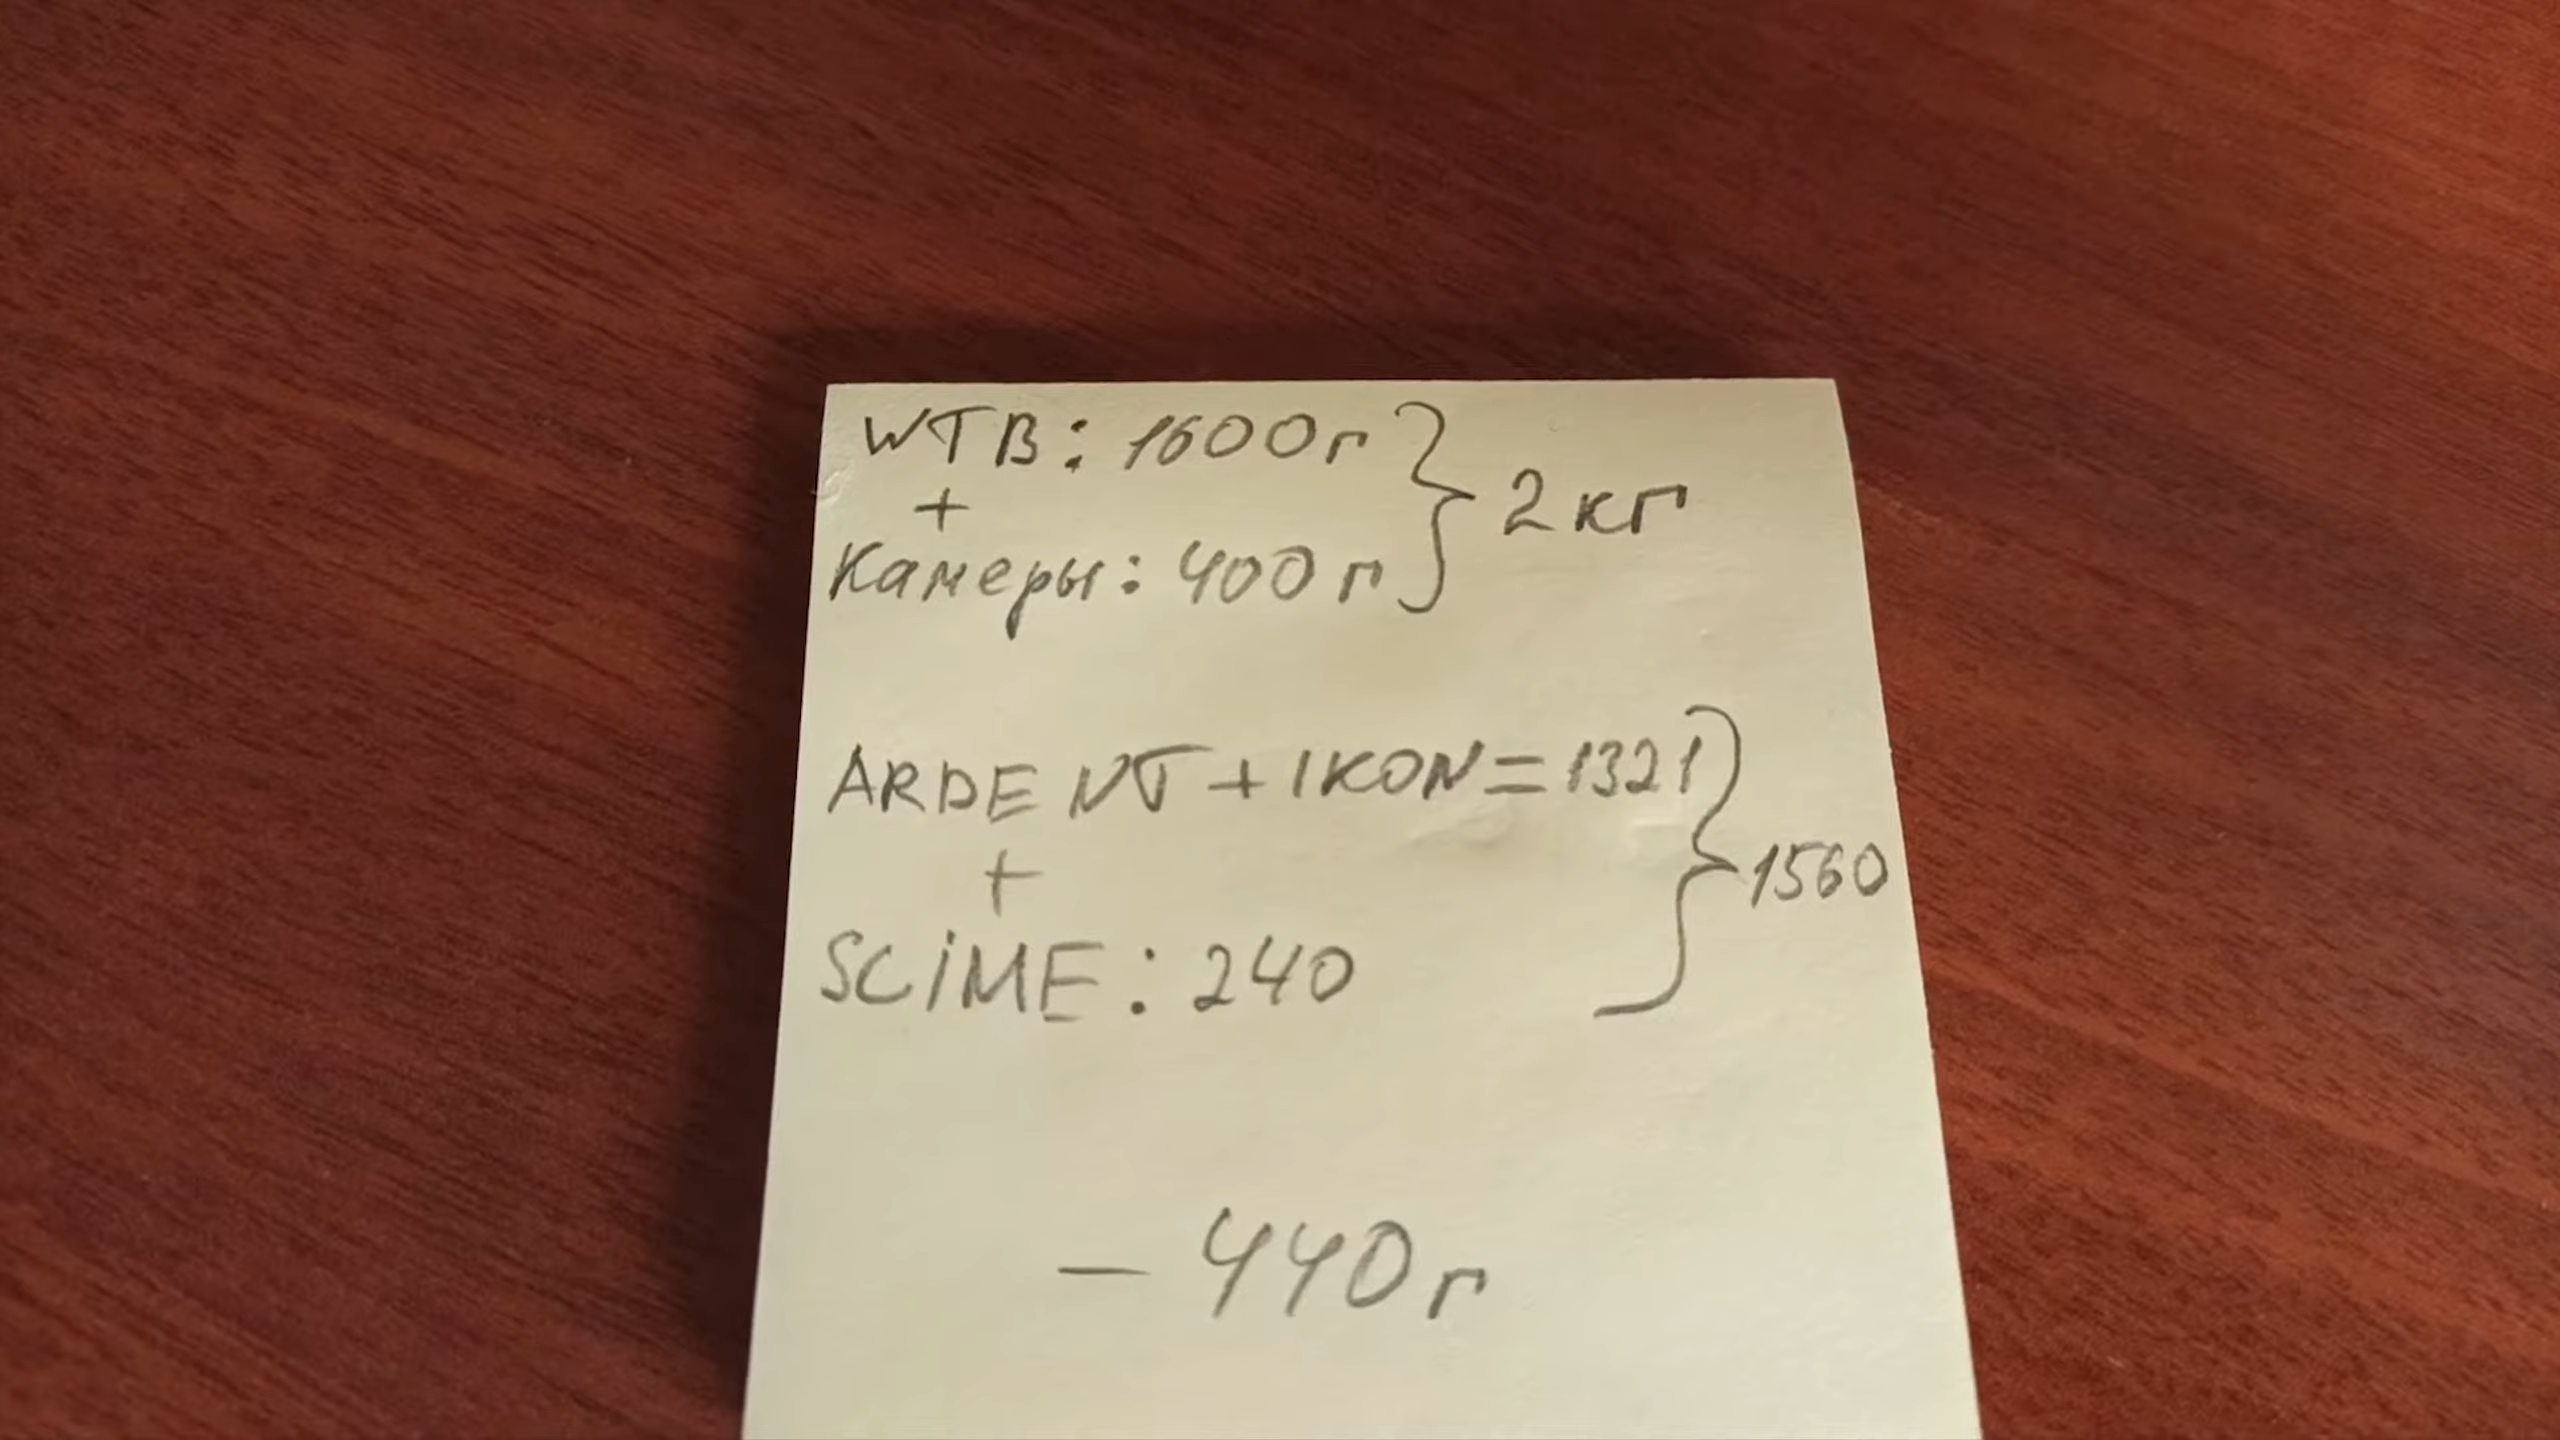 WTB: 1600г } 2кг
+
Камеры: 400г
ARDENT + IKON = 1321 } 1560
+
SCIME: 240
- 440г